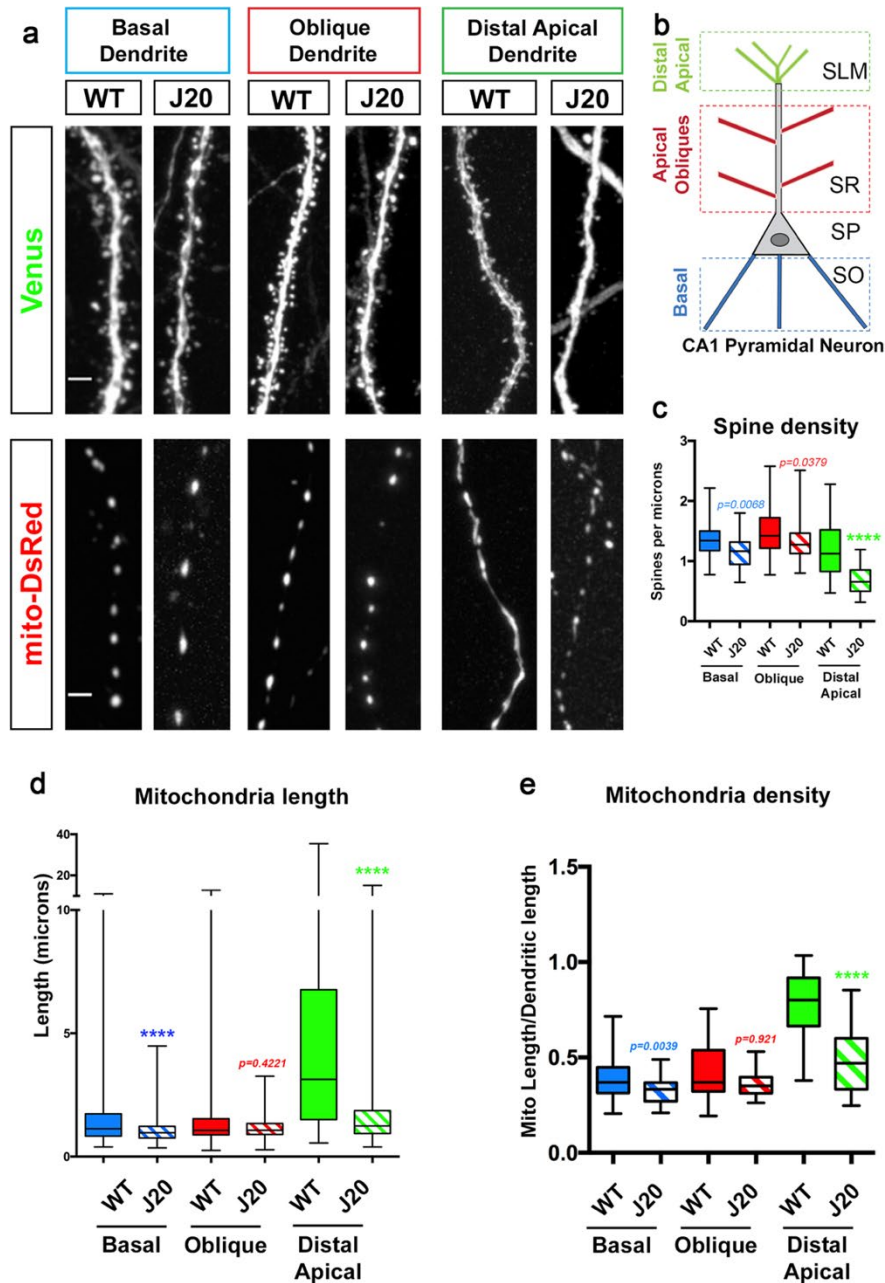 a
Basal
Dendrite
Oblique
Dendrite
Distal Apical
Dendrite
WT
J20
WT
J20
WT
J20
Venus
mito-DsRed
b
Distal
Apical
SLM
Apical
Obliques
SR
SP
SO
Basal
CA1 Pyramidal Neuron
c
Spine density
Spines per microns
3
2
1
0
p=0.0068
p=0.0379
****
WT
J20
WT
J20
WT
J20
Basal
Oblique
Distal
Apical
d
Mitochondria length
Length (microns)
40
20
10
5
0
****
p=0.4221
****
WT
J20
WT
J20
WT
J20
Basal
Oblique
Distal
Apical
e
Mitochondria density
Mito Length/Dendritic length
1.5
1.0
0.5
0.0
p=0.0039
p=0.921
****
WT
J20
WT
J20
WT
J20
Basal
Oblique
Distal
Apical